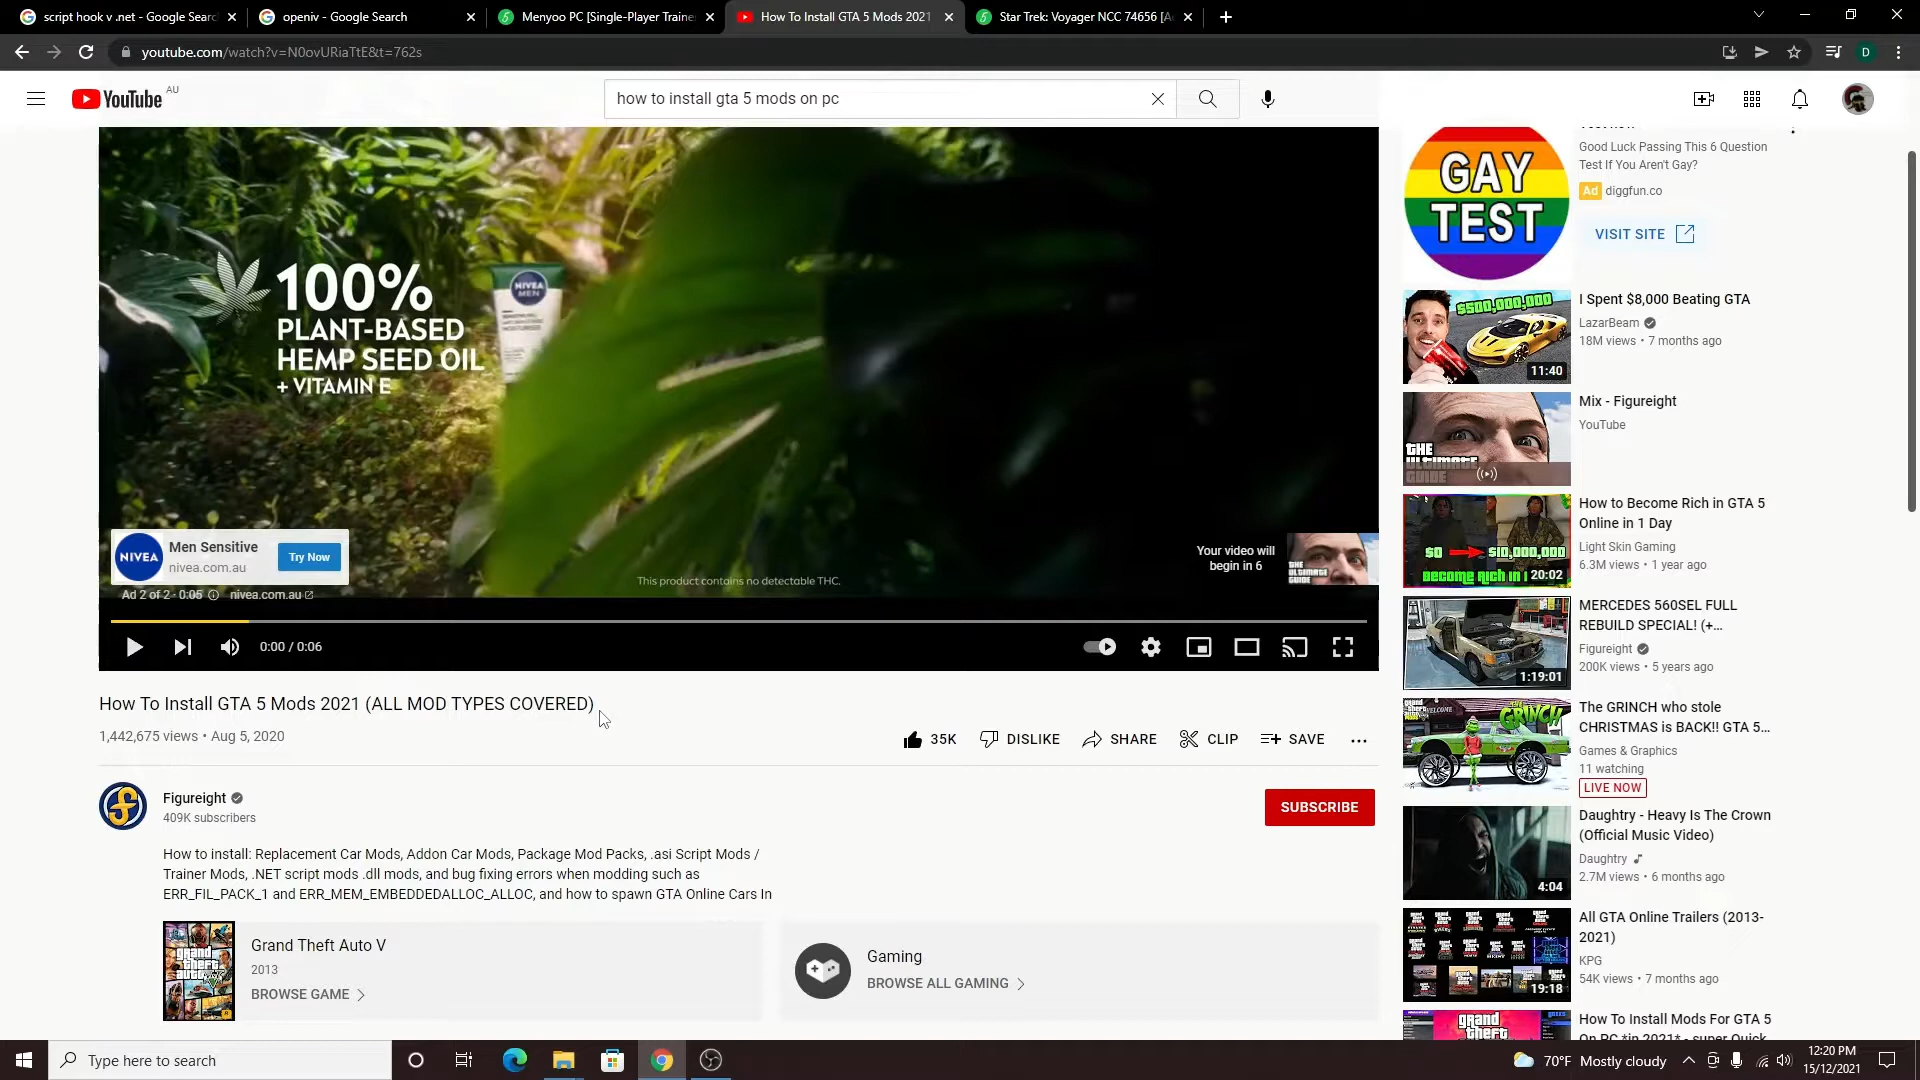 script hook v .net - Google Searc
openiv - Google Search
Menyoo PC [Single-Player Traine
How To Install GTA 5 Mods 2021
Star Trek: Voyager NCC 74656 [A
youtube.com/watch?v=N0ovURiaTtE&t=762s
D
YouTube AU
how to install gta 5 mods on pc
100%
PLANT-BASED
HEMP SEED OIL
+ VITAMIN E
NIVEA
MEN
NIVEA
Men Sensitive
nivea.com.au
Try Now
Your video will
begin in 6
THE
ULTIMATE
GUIDE
This product contains no detectable THC.
Ad 2 of 2 · 0:05
nivea.com.au
0:00 / 0:06
How To Install GTA 5 Mods 2021 (ALL MOD TYPES COVERED)
1,442,675 views • Aug 5, 2020
35K
DISLIKE
SHARE
CLIP
SAVE
Figureight
409K subscribers
SUBSCRIBE
How to install: Replacement Car Mods, Addon Car Mods, Package Mod Packs, .asi Script Mods /
Trainer Mods, .NET script mods .dll mods, and bug fixing errors when modding such as
ERR_FIL_PACK_1 and ERR_MEM_EMBEDDEDALLOC_ALLOC, and how to spawn GTA Online Cars In
grand
theft
auto
Grand Theft Auto V
2013
BROWSE GAME
Gaming
BROWSE ALL GAMING
GAY
TEST
Good Luck Passing This 6 Question
Test If You Aren't Gay?
Ad diggfun.co
VISIT SITE
$500,000,000
11:40
I Spent $8,000 Beating GTA
LazarBeam
18M views • 7 months ago
THE
ULTIMATE
GUIDE
Mix - Figureight
YouTube
$0
$10,000,000
BECOME RICH IN 1
20:02
How to Become Rich in GTA 5
Online in 1 Day
Light Skin Gaming
6.3M views • 1 year ago
1:19:01
MERCEDES 560SEL FULL
REBUILD SPECIAL! (+...
Figureight
200K views • 5 years ago
WELCOME
GRINCH
The GRINCH who stole
CHRISTMAS is BACK!! GTA 5...
Games & Graphics
11 watching
LIVE NOW
4:04
Daughtry - Heavy Is The Crown
(Official Music Video)
Daughtry
2.7M views • 6 months ago
19:18
All GTA Online Trailers (2013-
2021)
KPG
54K views • 7 months ago
grand
How To Install Mods For GTA 5
On PC *in 2021* - super Quick
Type here to search
70°F Mostly cloudy
12:20 PM
15/12/2021